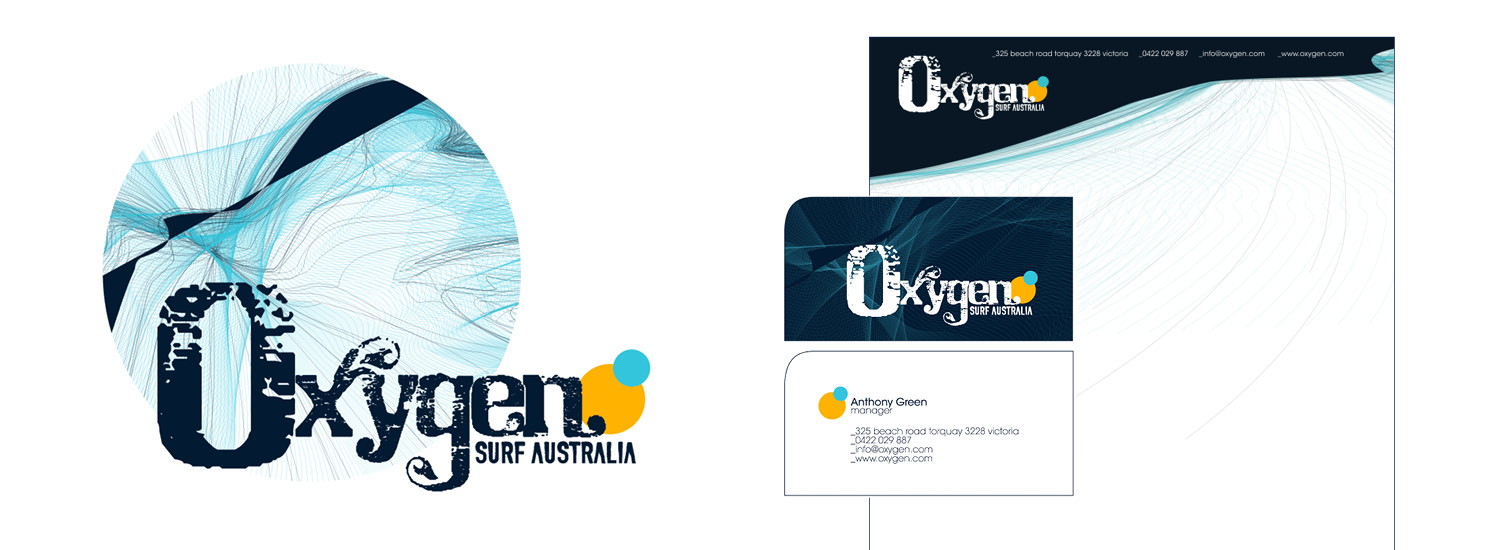 Oxygen.
SURF AUSTRALIA
_325 beach road torquay 3228 victoria _0422 029 887 _info@oxygen.com _www.oxygen.com
Oxygen.
SURF AUSTRALIA
Oxygen.
SURF AUSTRALIA
Anthony Green
manager
_325 beach road torquay 3228 victoria
_0422 029 887
_info@oxygen.com
_www.oxygen.com